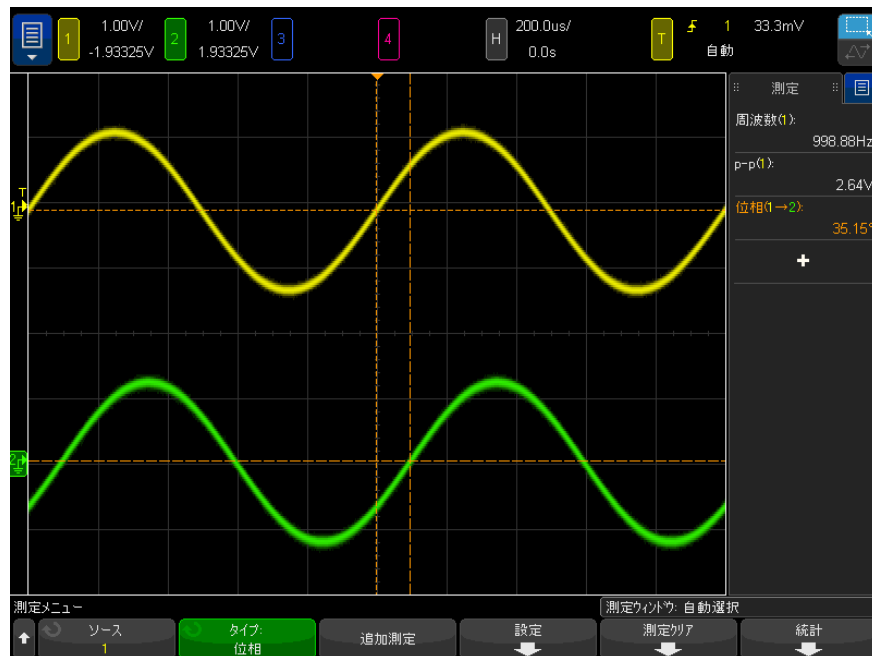 1 1.00V/ 2 1.00V/ 3 4 H 200.0us/ T 1 33.3mV
-1.93325V 1.93325V 0.0s 自動
測定
周波数(1):
998.88Hz
p-p(1):
2.64V
位相(1→2):
35.15°
+
T
1
2
測定メニュー
測定ウィンドウ: 自動選択
ソース
1
タイプ:
位相
追加測定
設定
測定クリア
統計